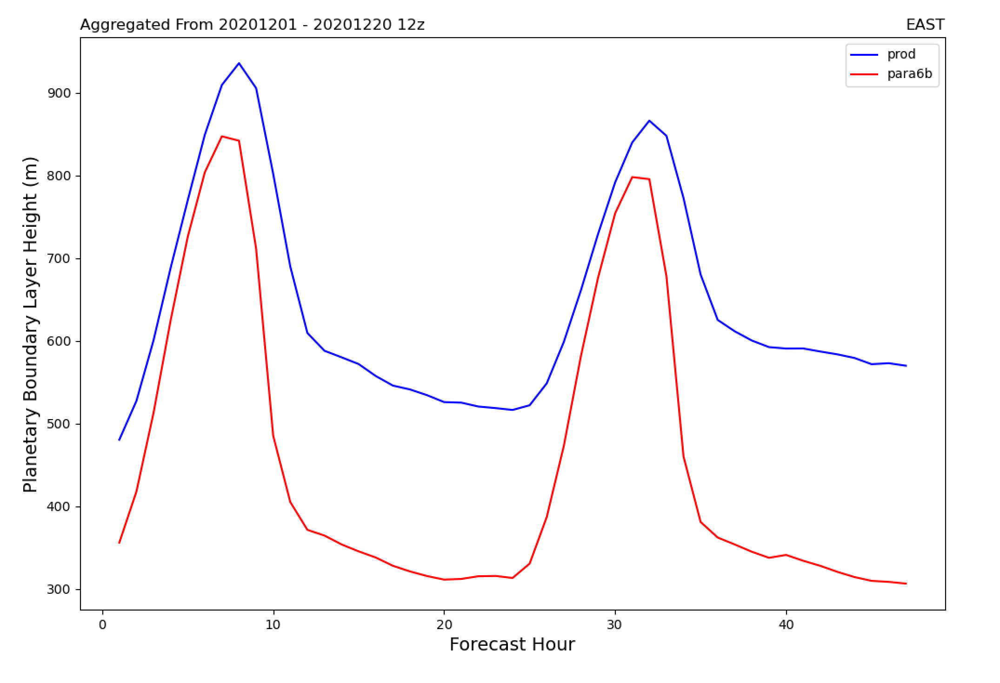 Aggregated From 20201201 - 20201220 12z
EAST
prod
para6b
Planetary Boundary Layer Height (m)
900
800
700
600
500
400
300
0
10
20
30
40
Forecast Hour